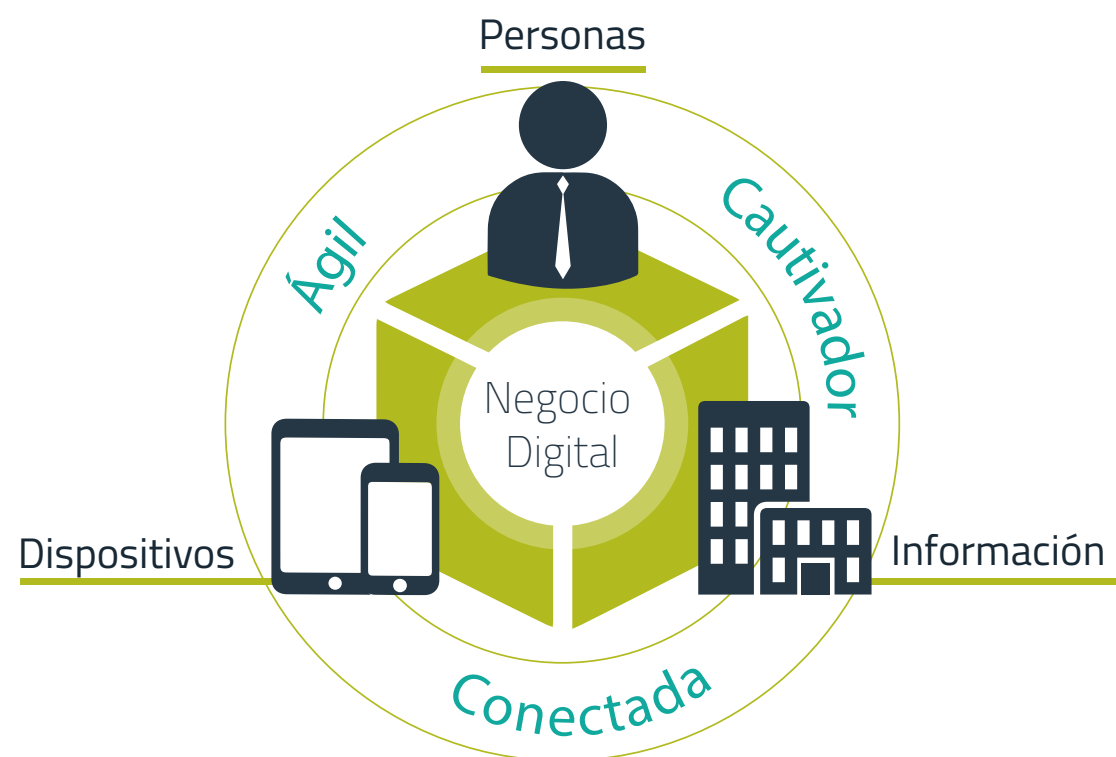 Personas
Ágil
Cautivador
Negocio
Digital
Dispositivos
Información
Conectada